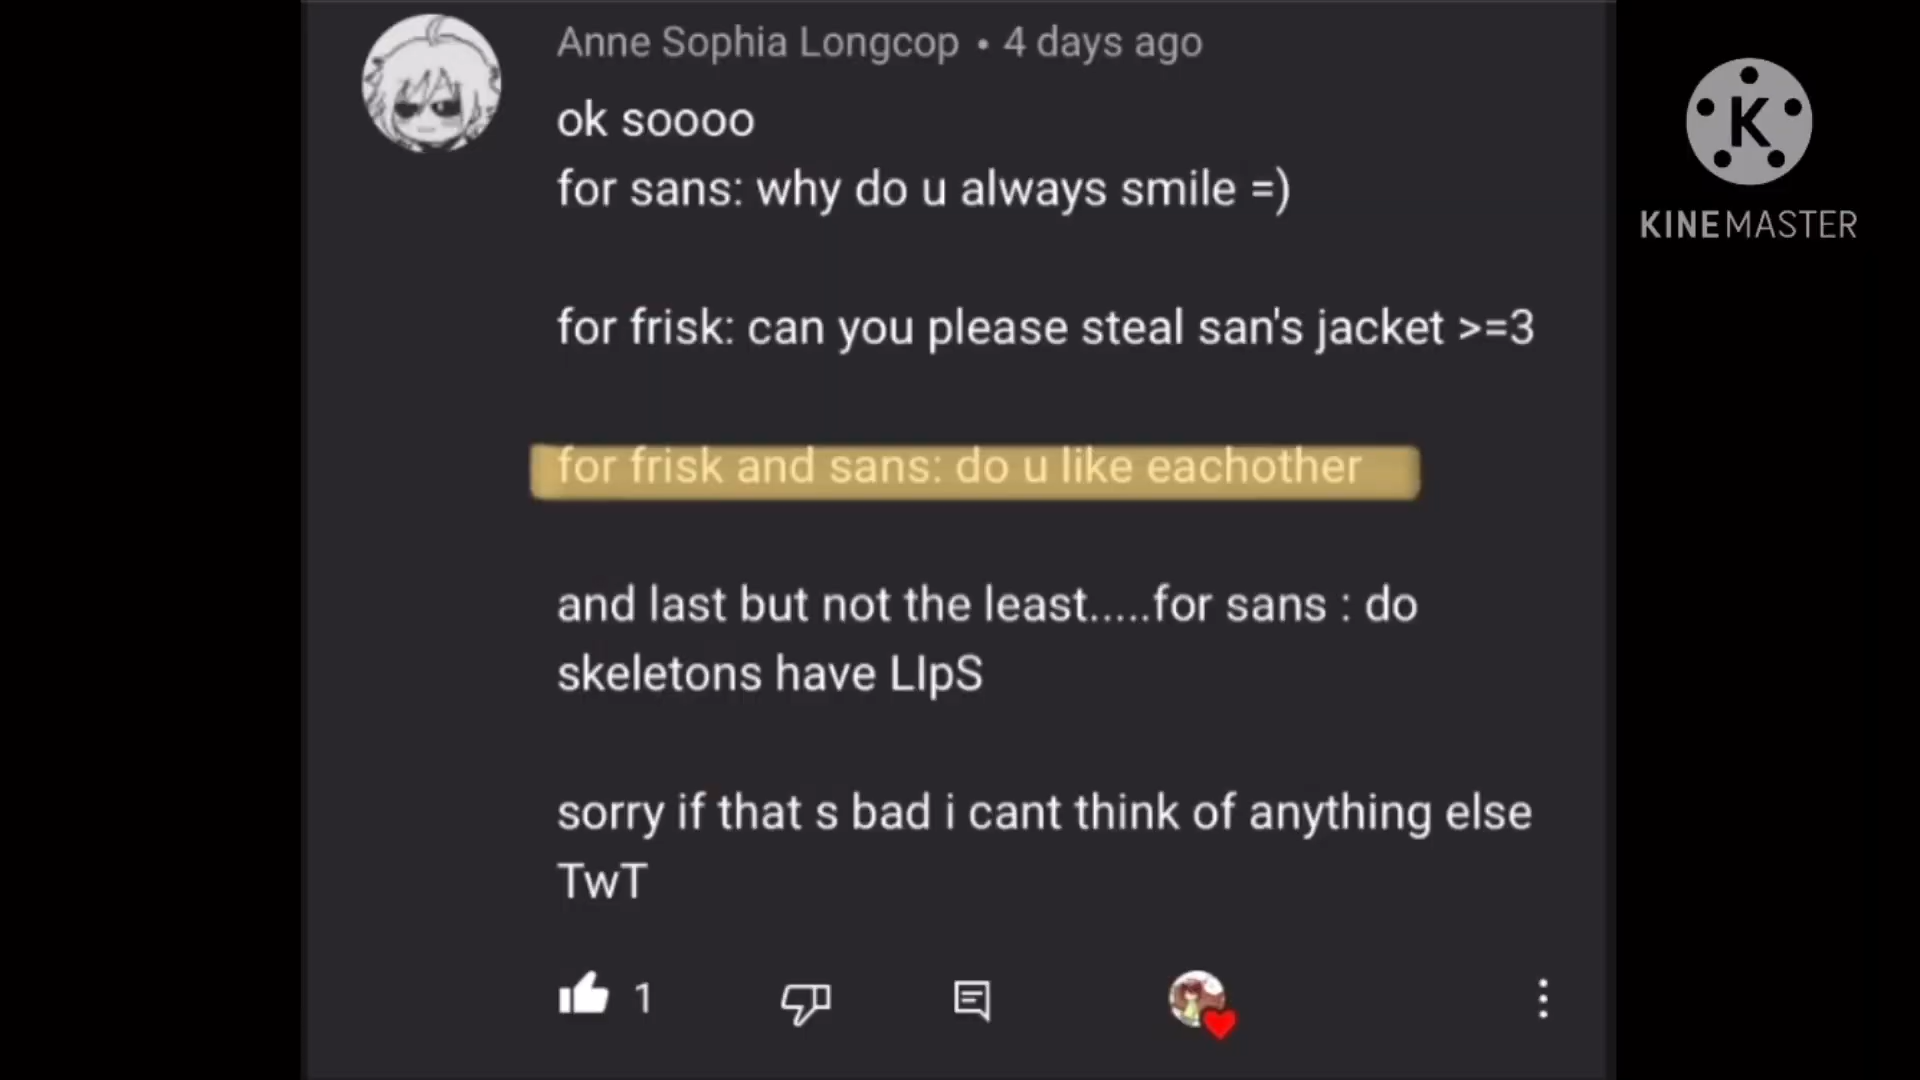 Anne Sophia Longcop • 4 days ago
ok soooo
for sans: why do u always smile =)
for frisk: can you please steal san's jacket >=3
for frisk and sans: do u like eachother
and last but not the least.....for sans : do
skeletons have LIpS
sorry if that s bad i cant think of anything else
TwT
1
K
KINEMASTER